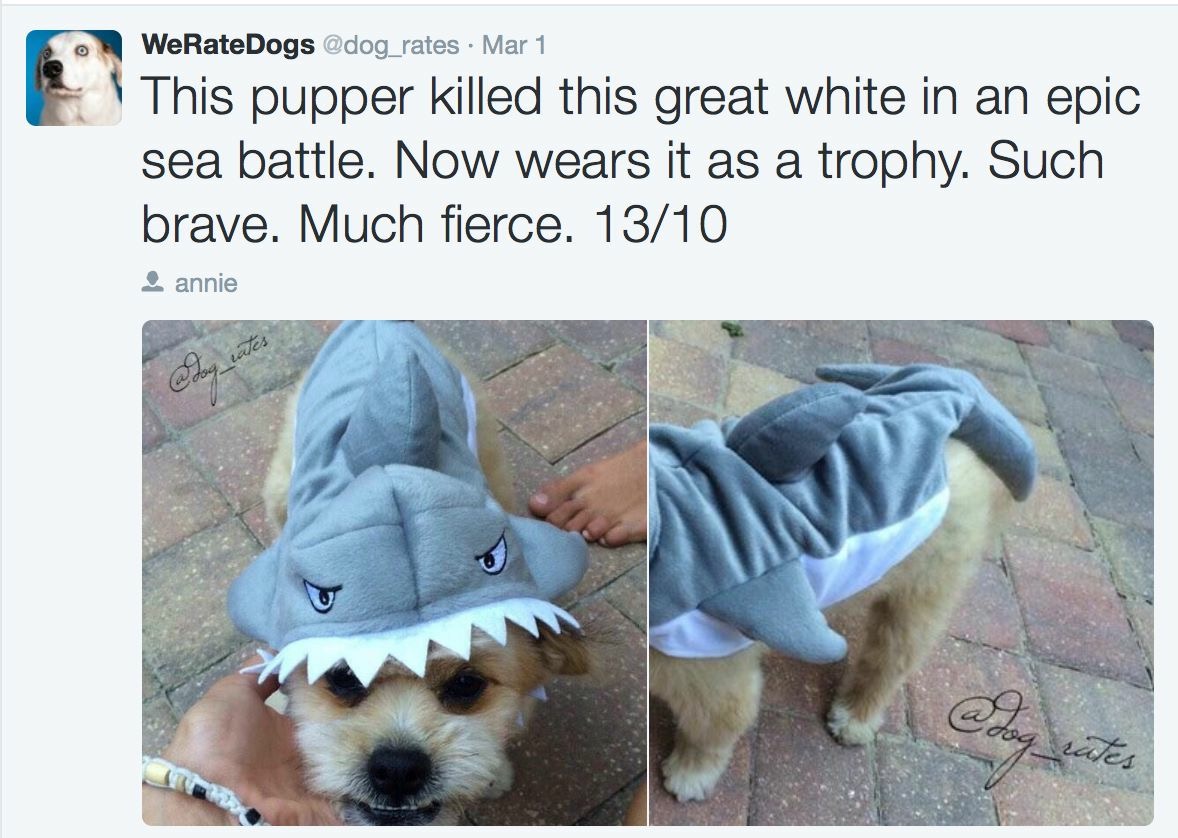 WeRateDogs @dog_rates · Mar 1
This pupper killed this great white in an epic
sea battle. Now wears it as a trophy. Such
brave. Much fierce. 13/10
annie
@dog_rates
@dog_rates